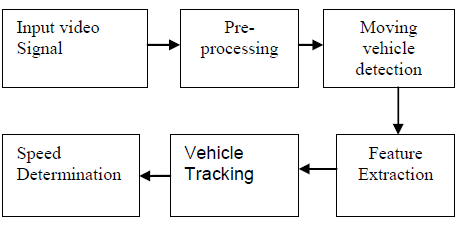 Input video
Signal
Pre-
processing
Moving
vehicle
detection
Feature
Extraction
Vehicle
Tracking
Speed
Determination